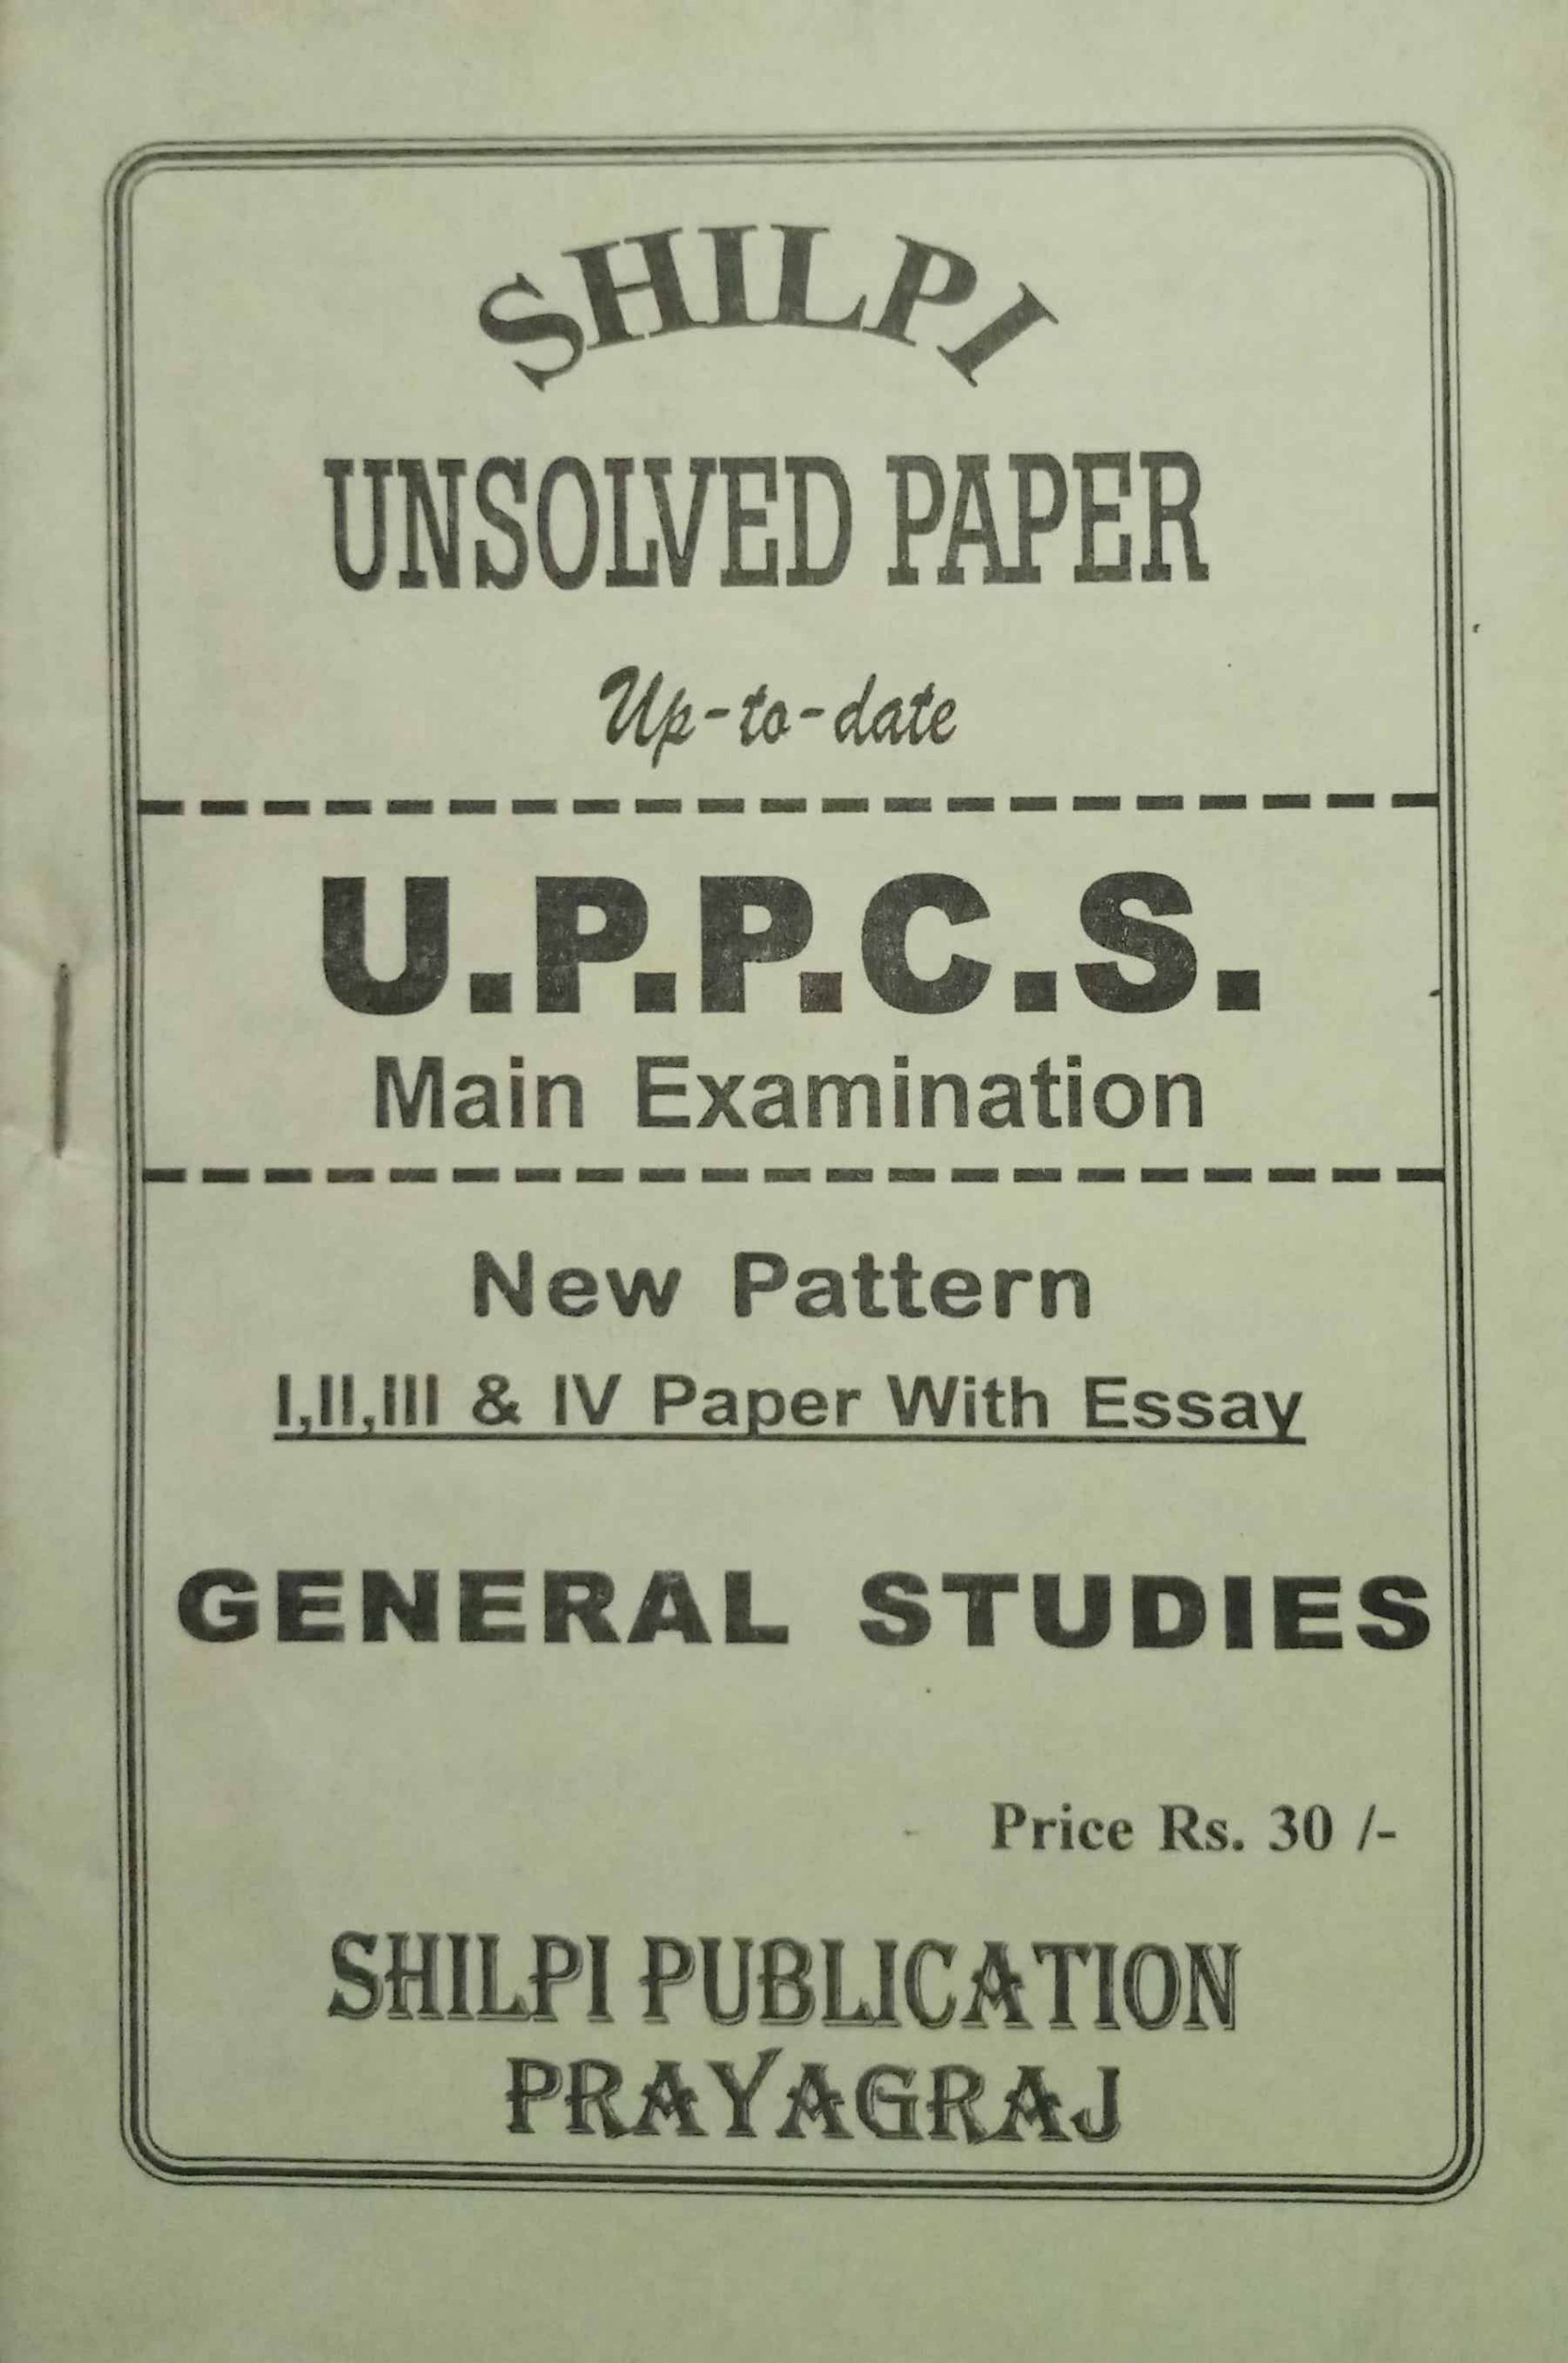 SHILPI
UNSOLVED PAPER
Up-to-date
U.P.P.C.S.
Main Examination
New Pattern
I,II,III & IV Paper With Essay
GENERAL STUDIES
Price Rs. 30 /-
SHILPI PUBLICATION
PRAYAGRAJ